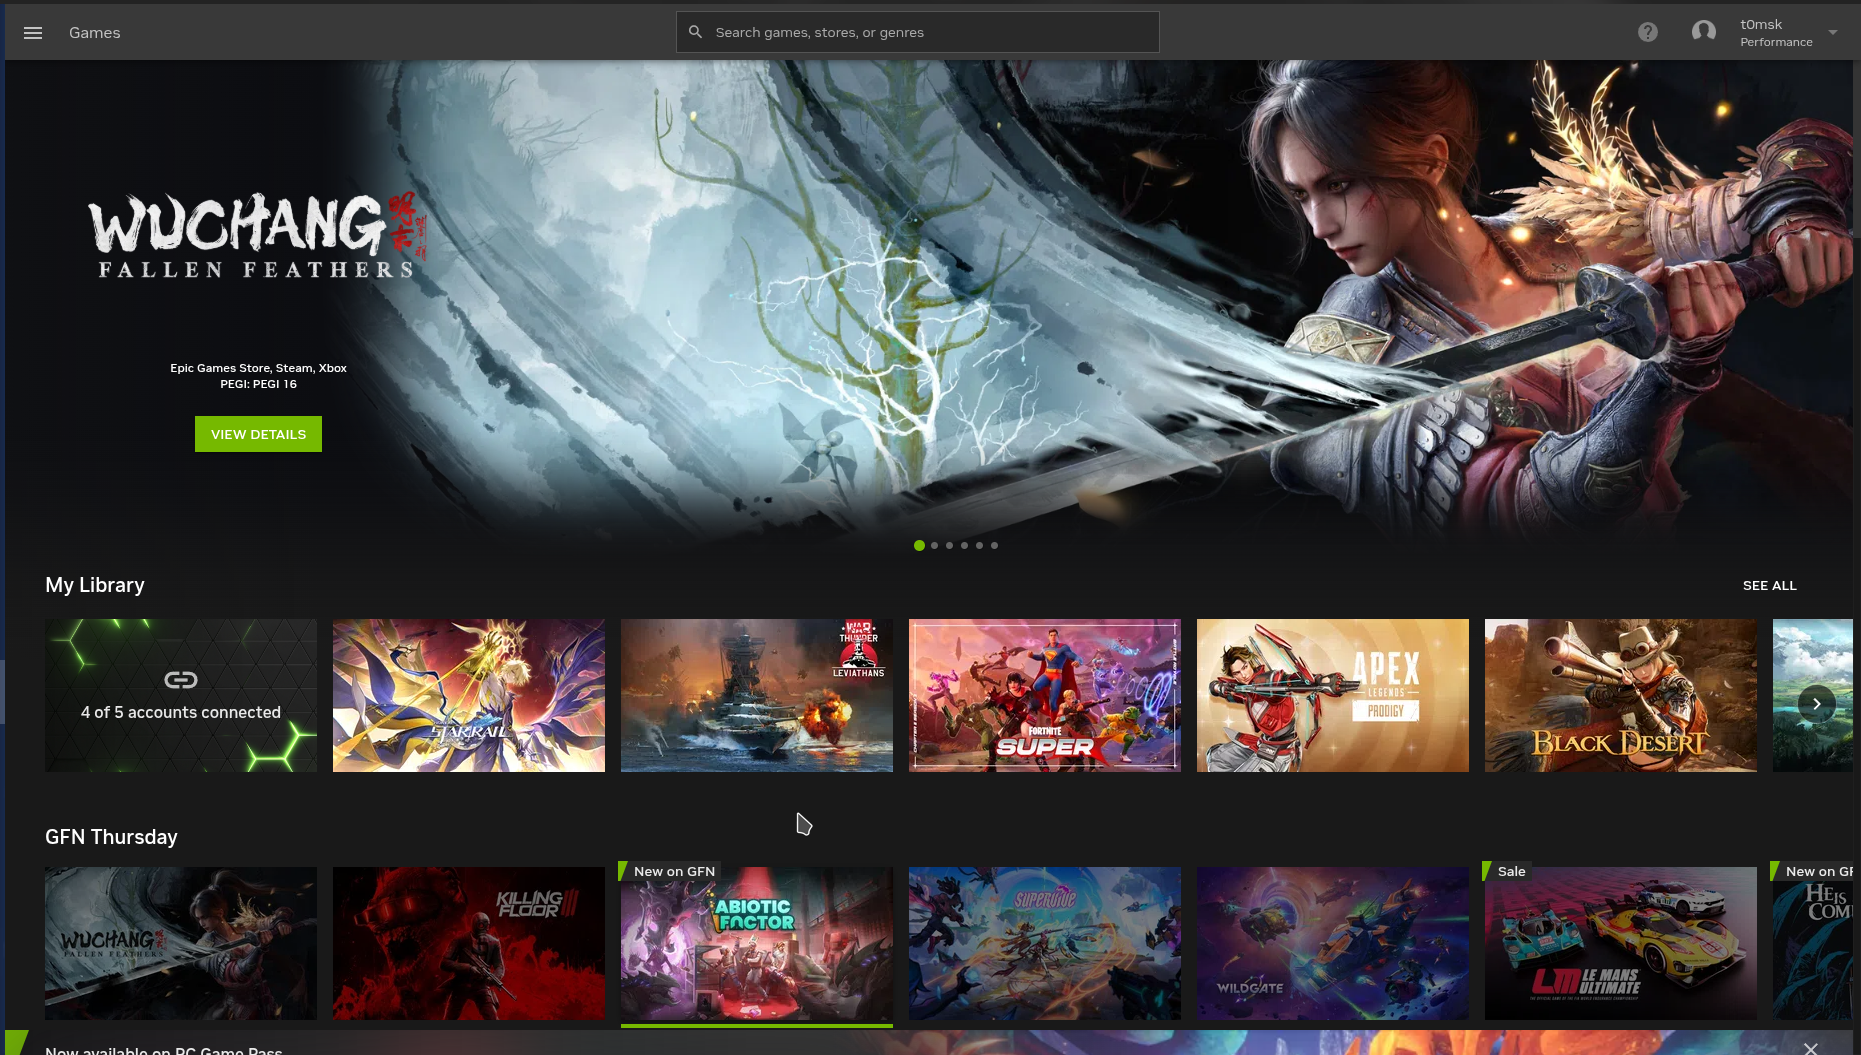 Games
Search games, stores, or genres
t0msk
Performance
WUCHANG
FALLEN FEATHERS
Epic Games Store, Steam, Xbox
PEGI: PEGI 16
VIEW DETAILS
My Library
SEE ALL
4 of 5 accounts connected
STAR RAIL
WAR
THUNDER
LEVIATHANS
FORTNITE
SUPER
APEX
LEGENDS
PRODIGY
BLACK DESERT
GFN Thursday
WUCHANG
FALLEN FEATHERS
KILLING
FLOOR III
New on GFN
ABIOTIC
FACTOR
SUPERVIVE
WILDGATE
Sale
LM LE MANS
ULTIMATE
New on GF
HE IS
COM
Now available on PC Game Pass